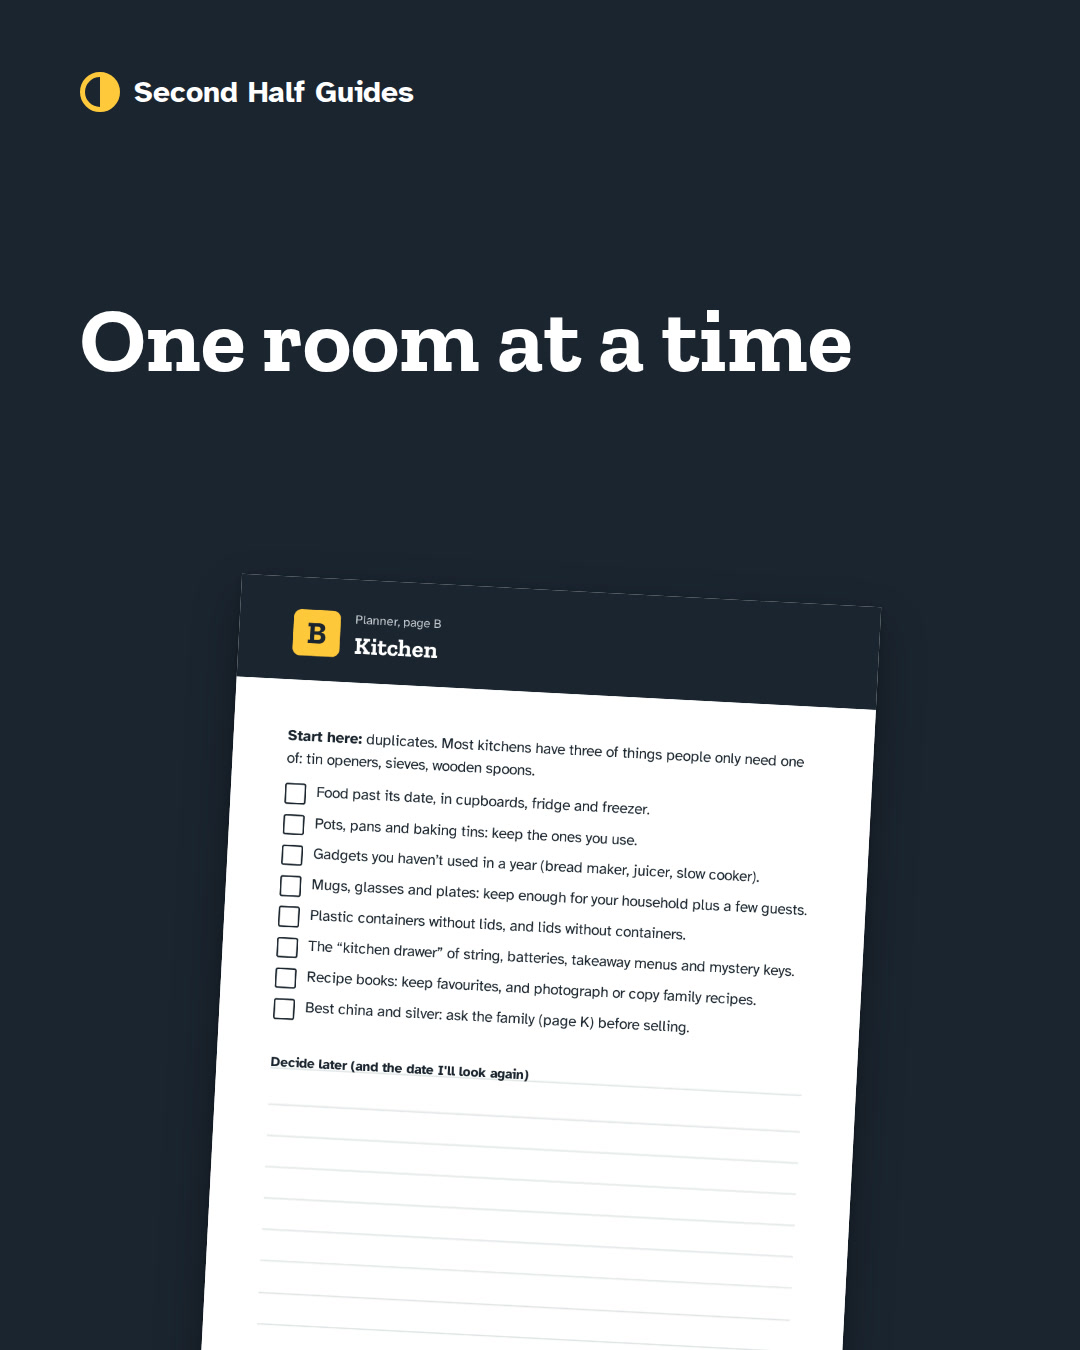 Second Half Guides
One room at a time
B
Planner, page B
Kitchen
Start here: duplicates. Most kitchens have three of things people only need one
of: tin openers, sieves, wooden spoons.
Food past its date, in cupboards, fridge and freezer.
Pots, pans and baking tins: keep the ones you use.
Gadgets you haven’t used in a year (bread maker, juicer, slow cooker).
Mugs, glasses and plates: keep enough for your household plus a few guests.
Plastic containers without lids, and lids without containers.
The “kitchen drawer” of string, batteries, takeaway menus and mystery keys.
Recipe books: keep favourites, and photograph or copy family recipes.
Best china and silver: ask the family (page K) before selling.
Decide later (and the date I'll look again)